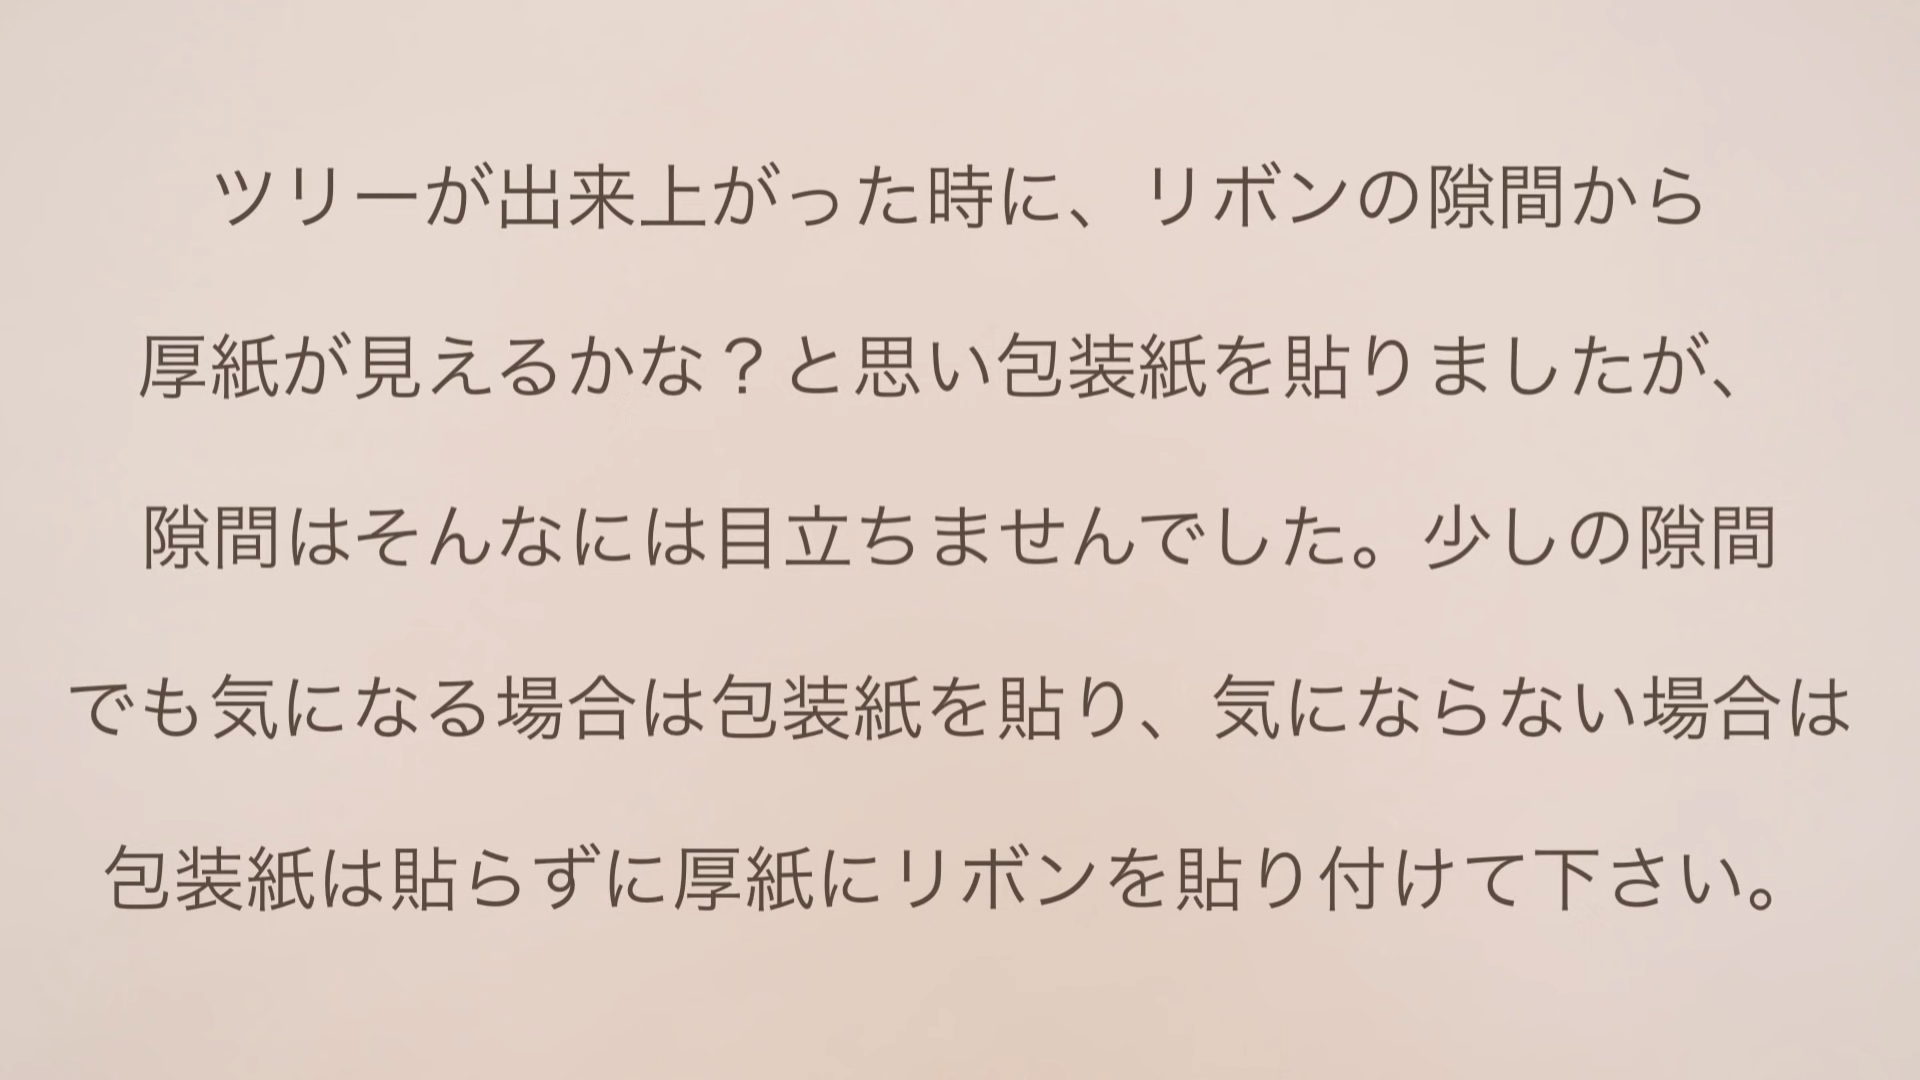 ツリーが出来上がった時に、リボンの隙間から
厚紙が見えるかな？と思い包装紙を貼りましたが、
隙間はそんなには目立ちませんでした。少しの隙間
でも気になる場合は包装紙を貼り、気にならない場合は
包装紙は貼らずに厚紙にリボンを貼り付けて下さい。